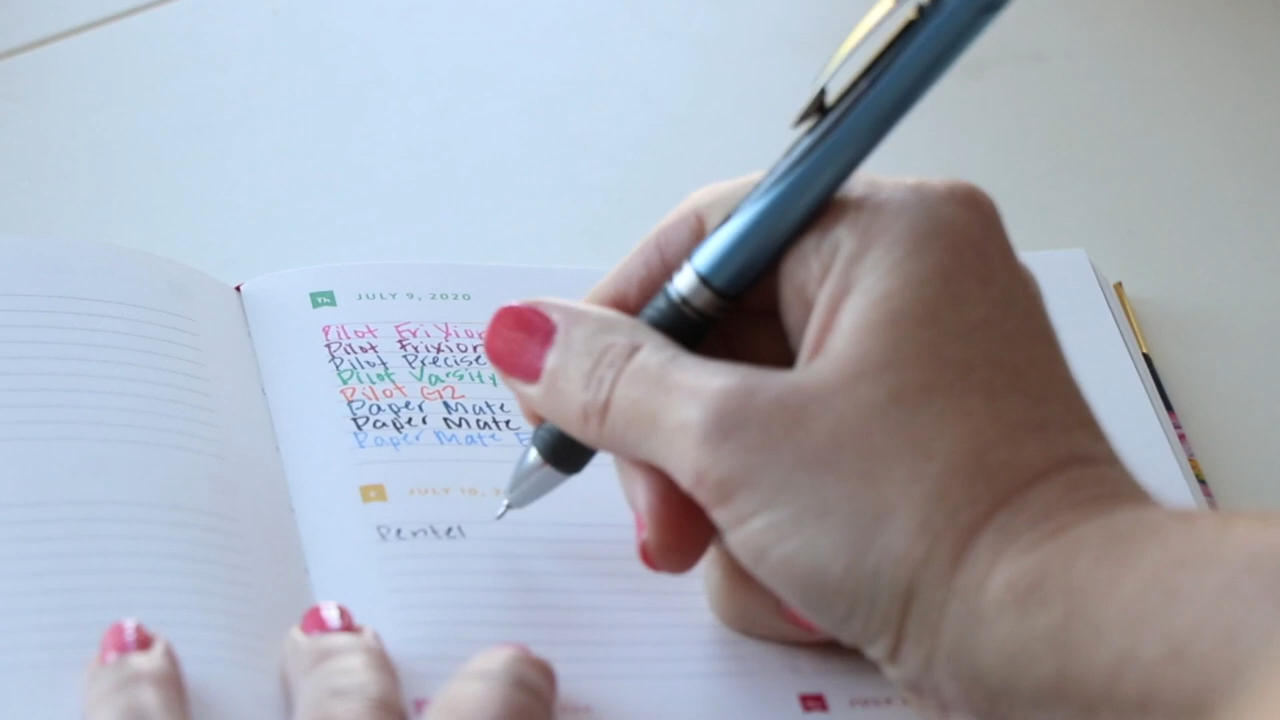 Th JULY 9, 2020
Pilot FriXion
Pilot Frixion
Pilot Precise
Pilot Varsity
Pilot G2
Paper Mate
Paper Mate
Paper Mate
F JULY 10,
Pentel